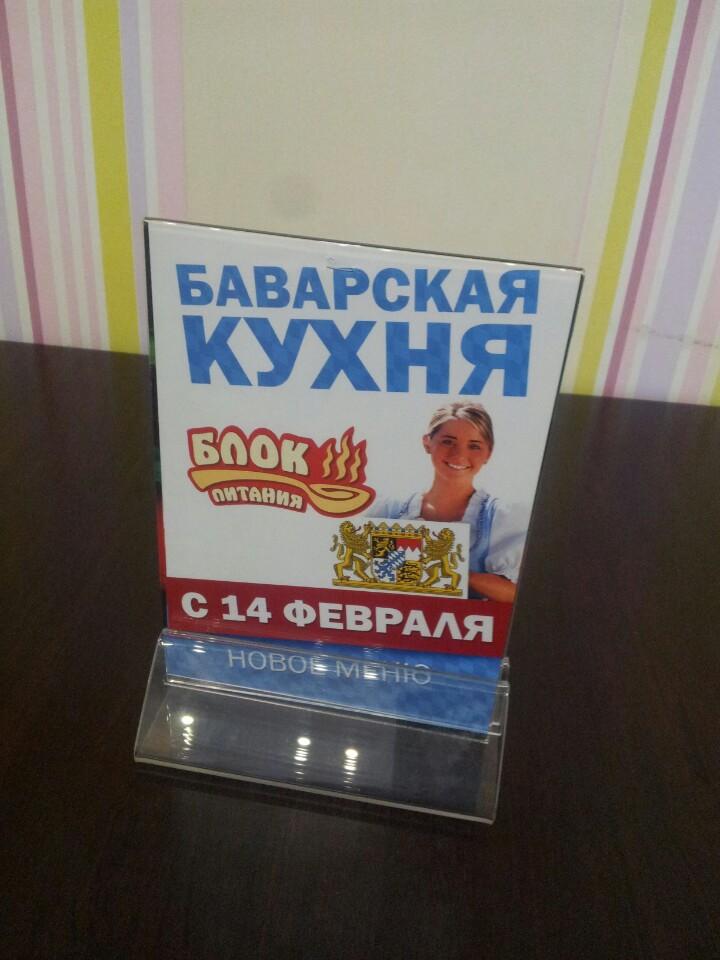 БАВАРСКАЯ
КУХНЯ
БЛОК
ПИТАНИЯ
С 14 ФЕВРАЛЯ
НОВОЕ МЕНЮ